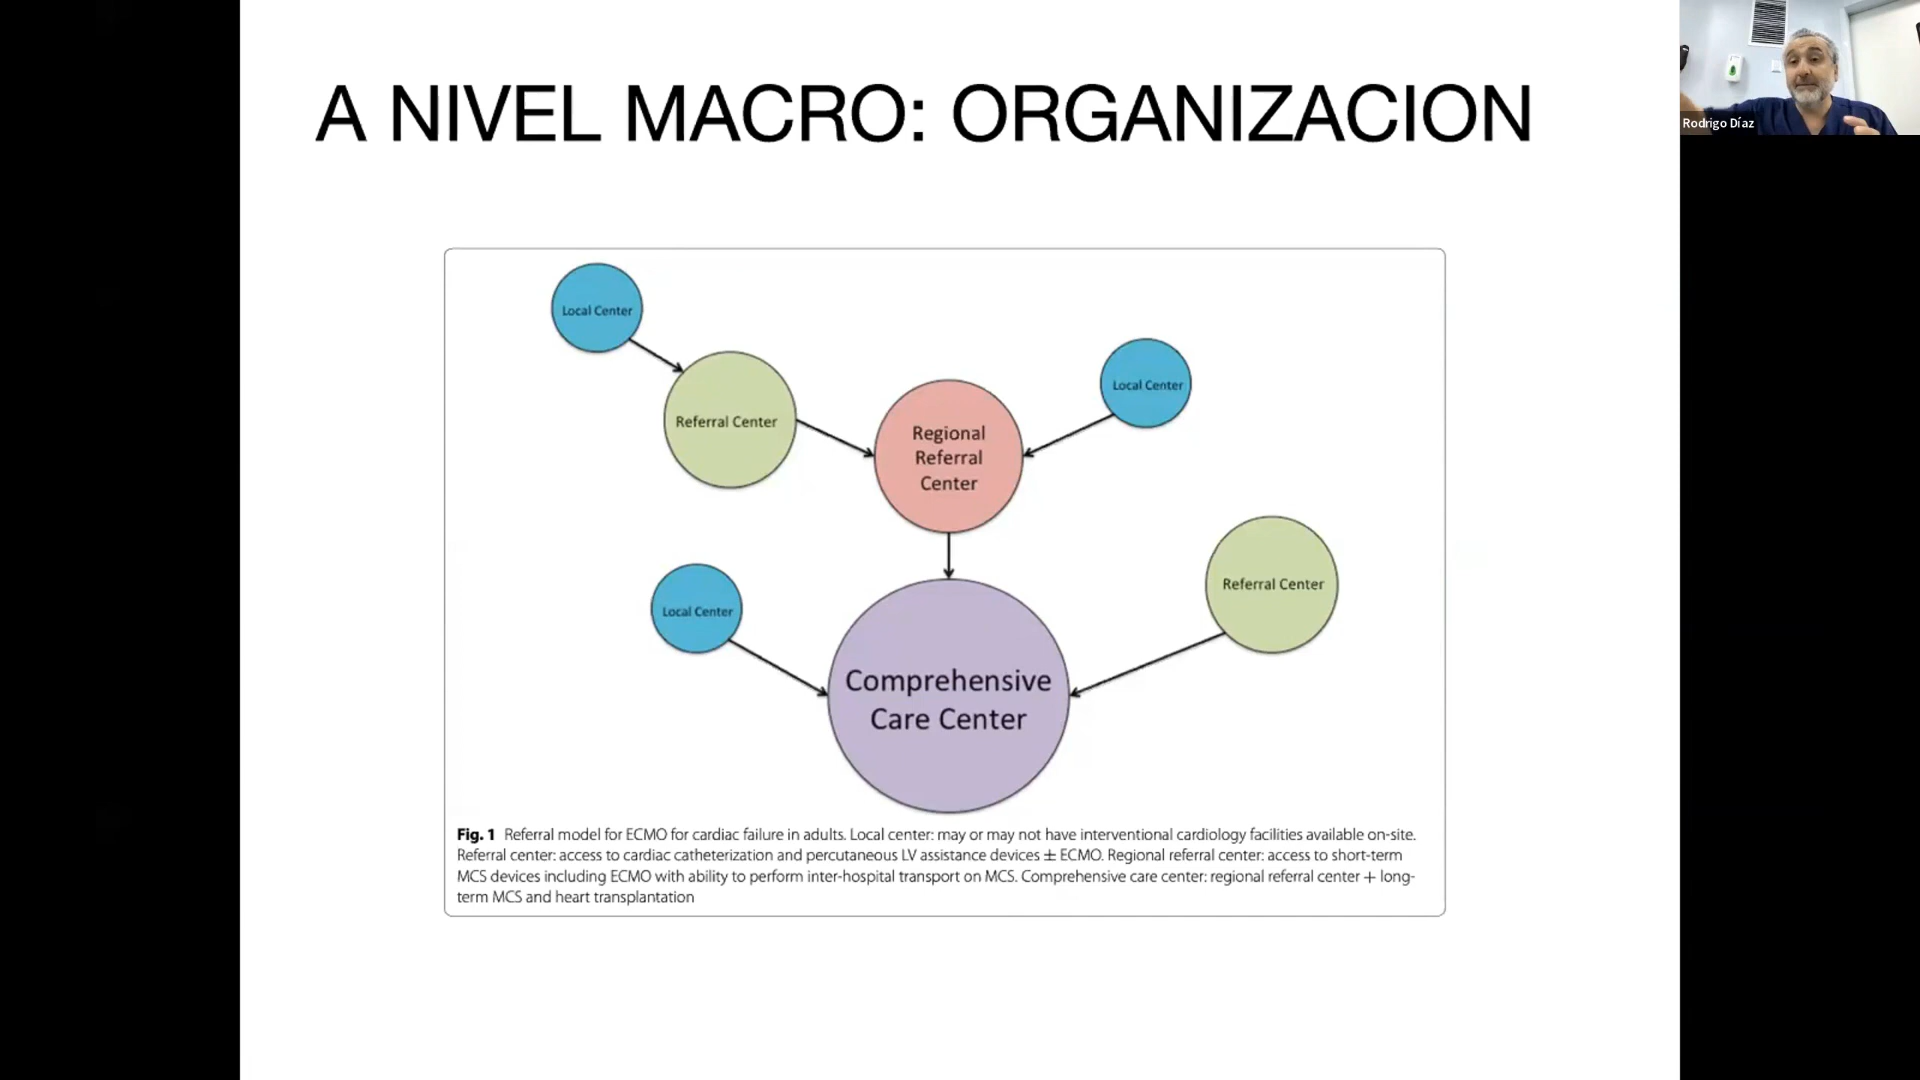 A NIVEL MACRO: ORGANIZACION
Rodrigo Díaz
Local Center
Referral Center
Regional
Referral
Center
Local Center
Local Center
Referral Center
Comprehensive
Care Center
Fig. 1 Referral model for ECMO for cardiac failure in adults. Local center: may or may not have interventional cardiology facilities available on-site.
Referral center: access to cardiac catheterization and percutaneous LV assistance devices ± ECMO. Regional referral center: access to short-term
MCS devices including ECMO with ability to perform inter-hospital transport on MCS. Comprehensive care center: regional referral center + long-
term MCS and heart transplantation